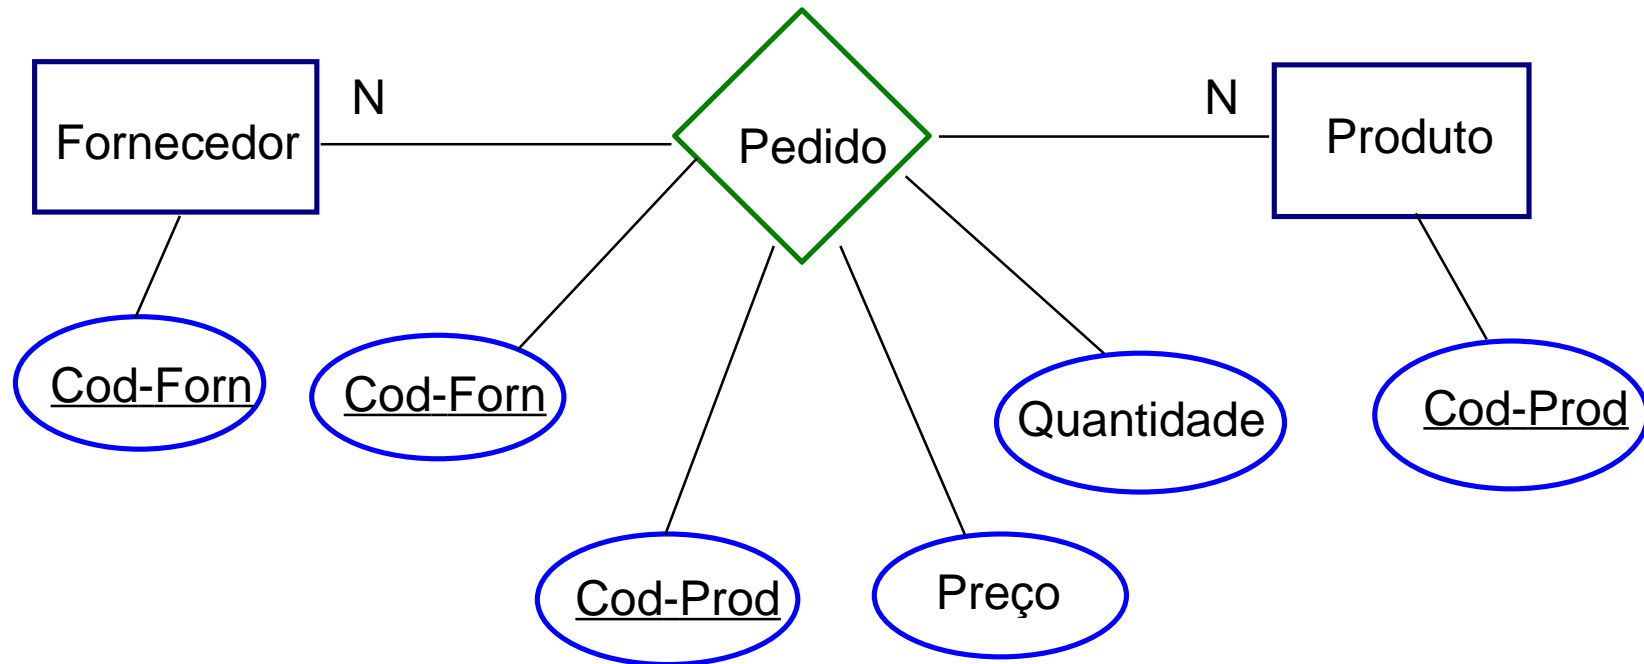 N
N
Fornecedor
Pedido
Produto
Cod-Forn
Cod-Forn
Quantidade
Cod-Prod
Cod-Prod
Preço